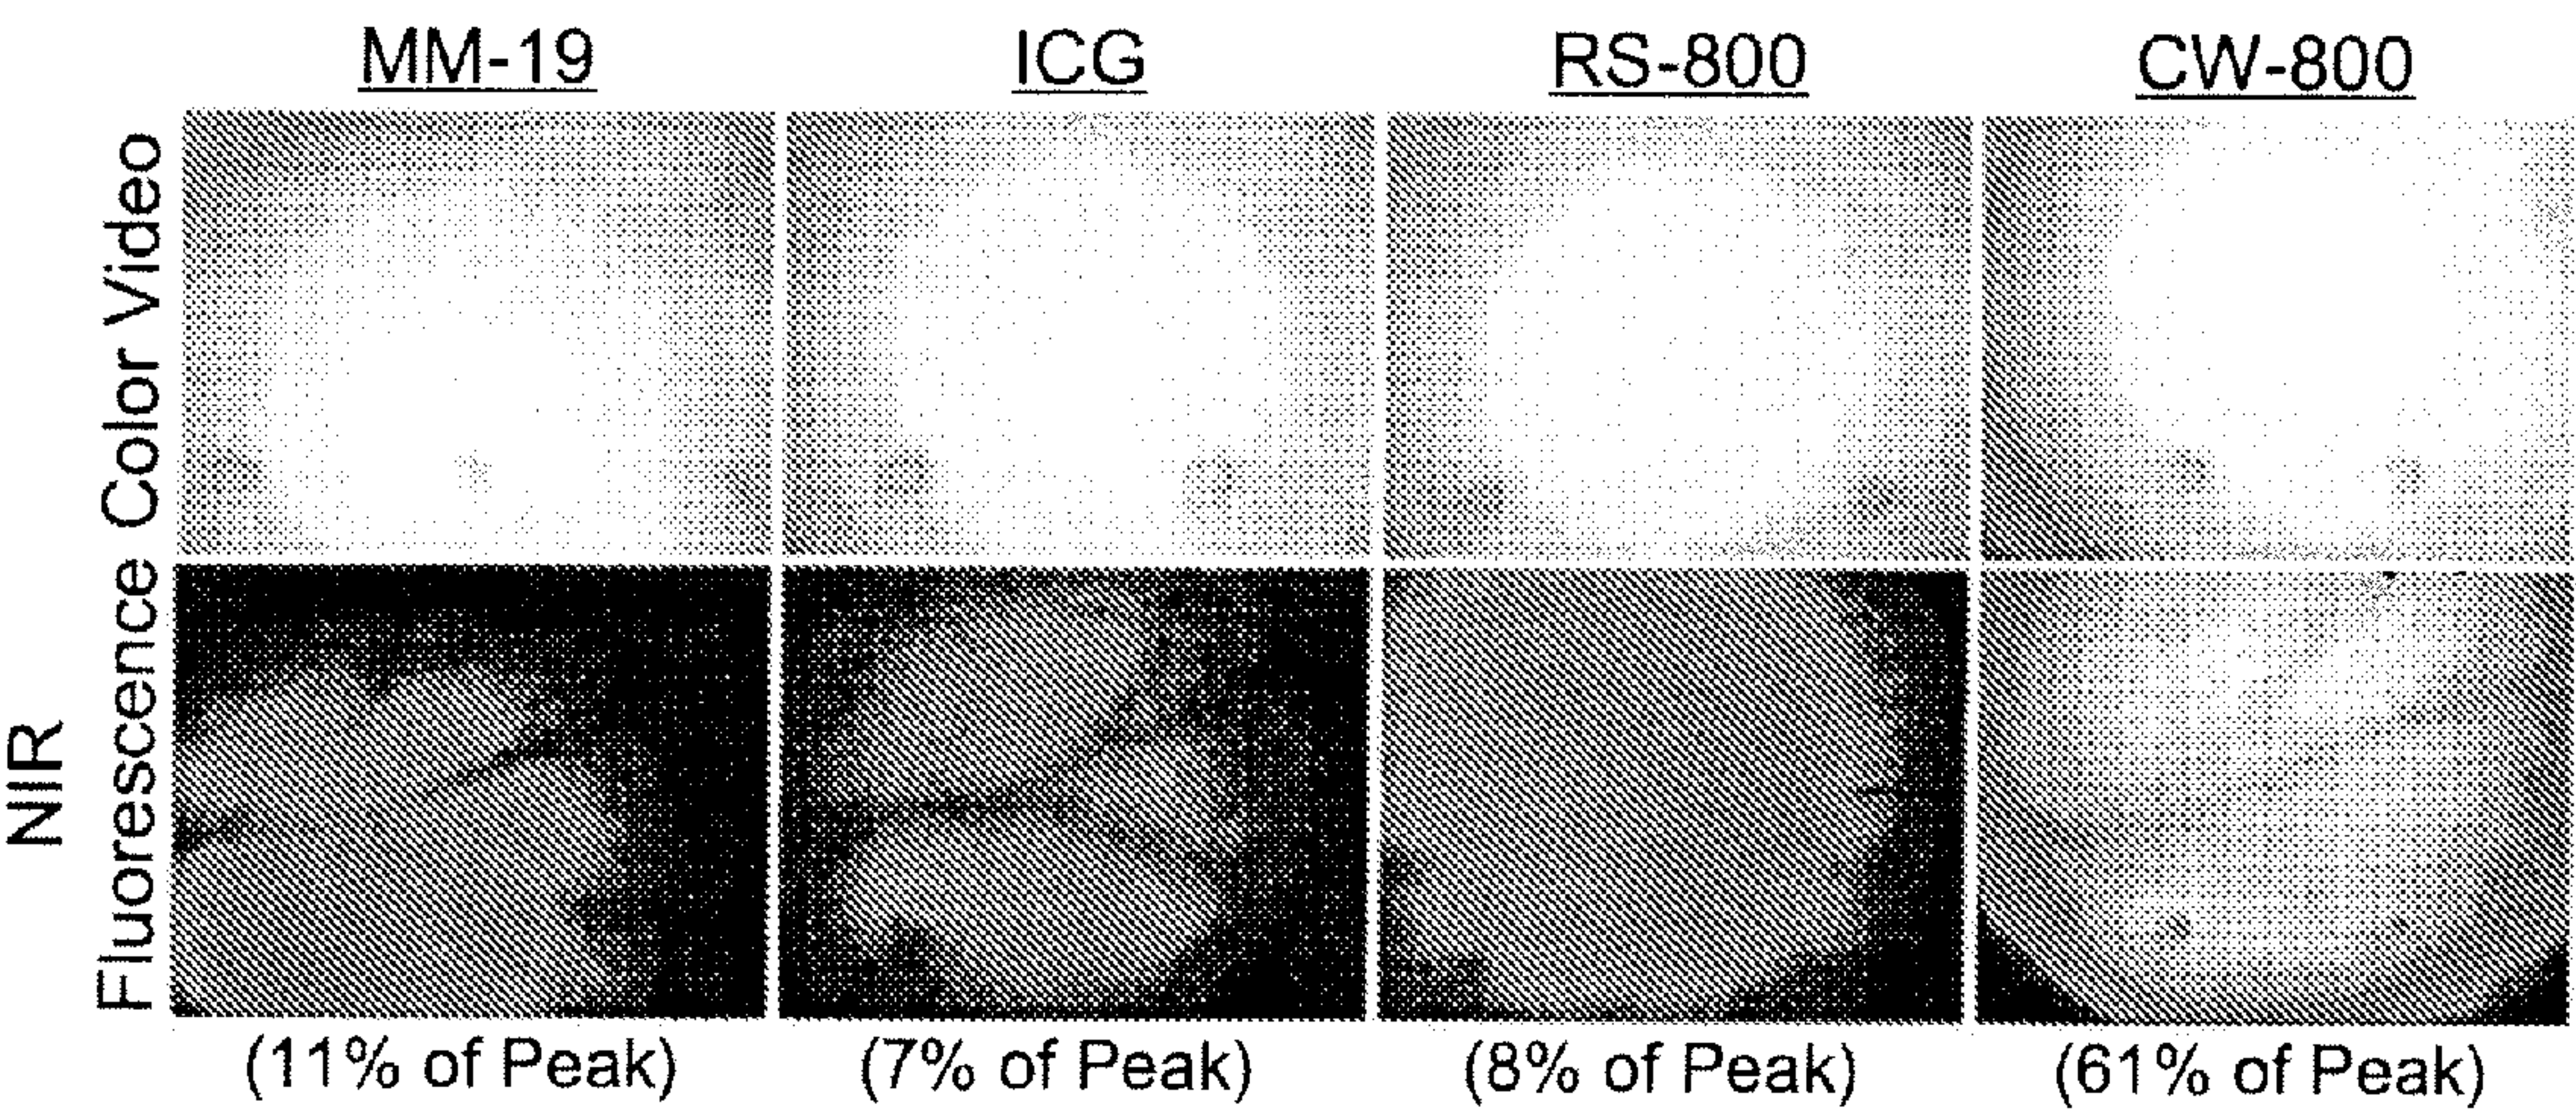 MM-19
ICG
RS-800
CW-800
Color Video
NIR
Fluorescence
(11% of Peak)
(7% of Peak)
(8% of Peak)
(61% of Peak)